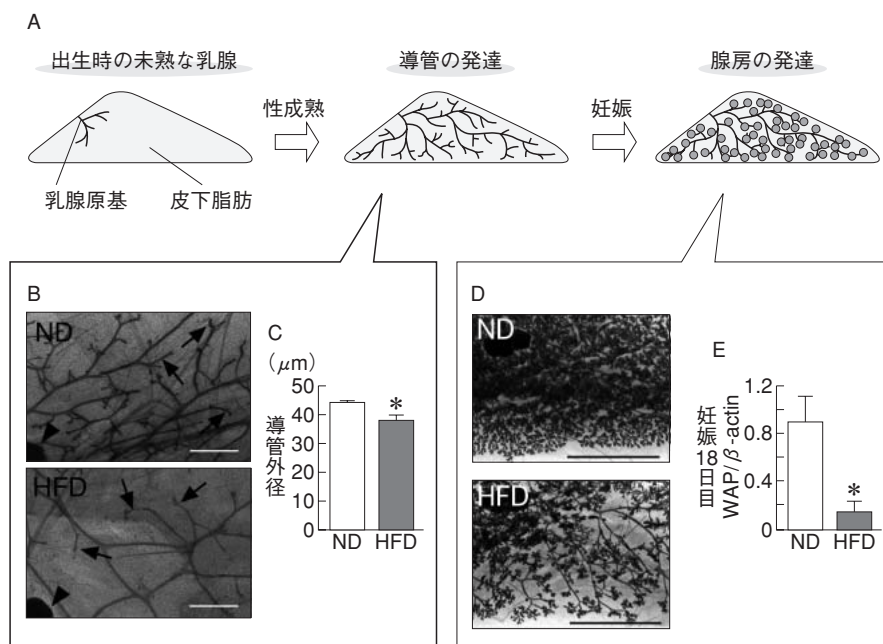 A
出生時の未熟な乳腺
導管の発達
腺房の発達
性成熟
妊娠
乳腺原基
皮下脂肪
B
ND
HFD
C
(μm)
50
40
30
20
10
0
導管外径
*
ND
HFD
D
ND
HFD
E
妊娠18日目
WAP/β-actin
1.2
0.8
0.4
0
*
ND
HFD